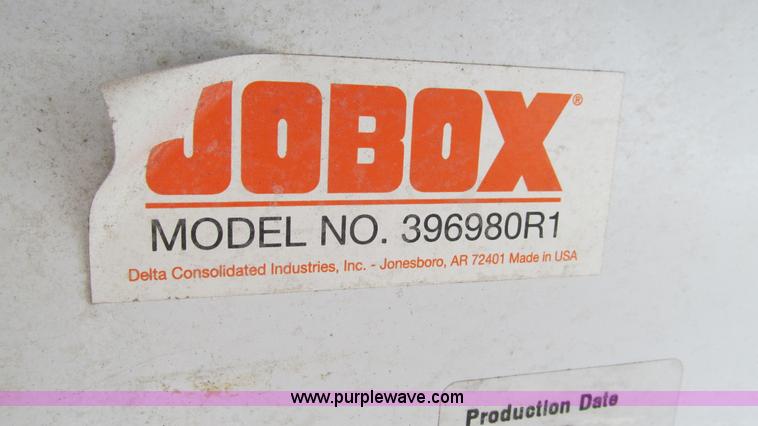 JOBOX®
MODEL NO. 396980R1
Delta Consolidated Industries, Inc. - Jonesboro, AR 72401 Made in USA
www.purplewave.com
Production Date